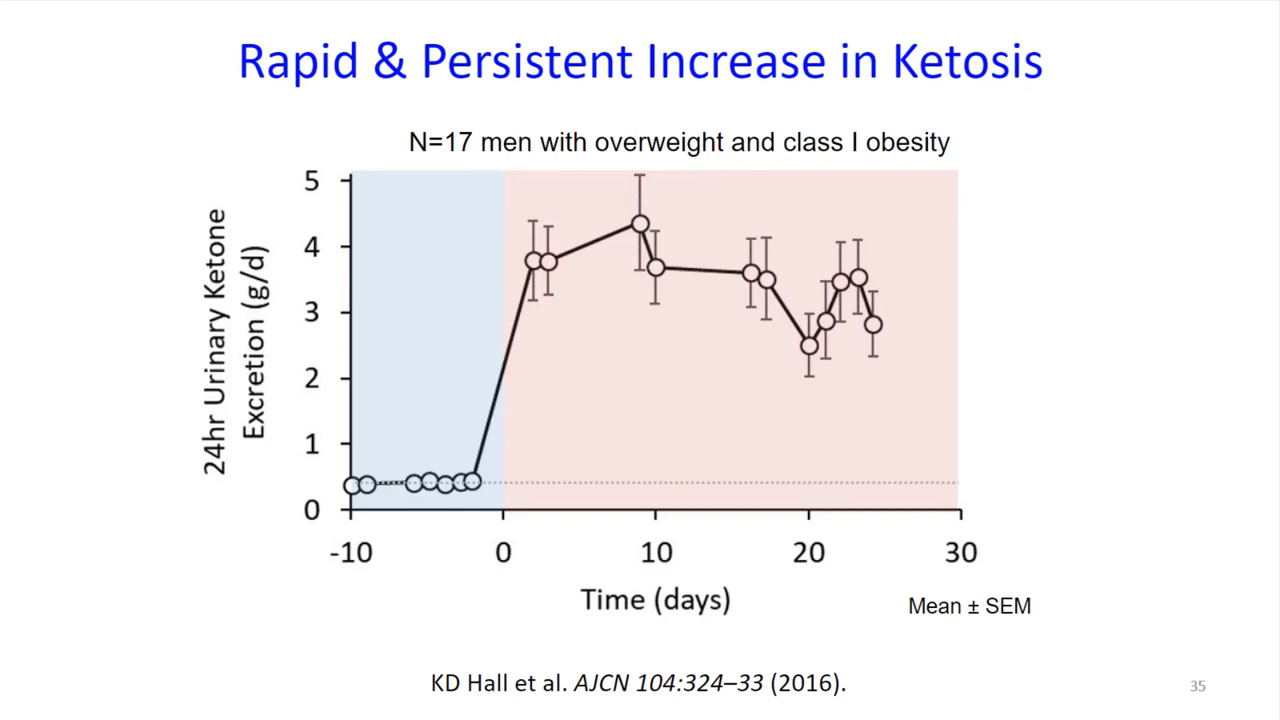 Rapid & Persistent Increase in Ketosis
N=17 men with overweight and class I obesity
24hr Urinary Ketone
Excretion (g/d)
5
4
3
2
1
0
-10
0
10
20
30
Time (days)
Mean ± SEM
KD Hall et al. AJCN 104:324–33 (2016).
35